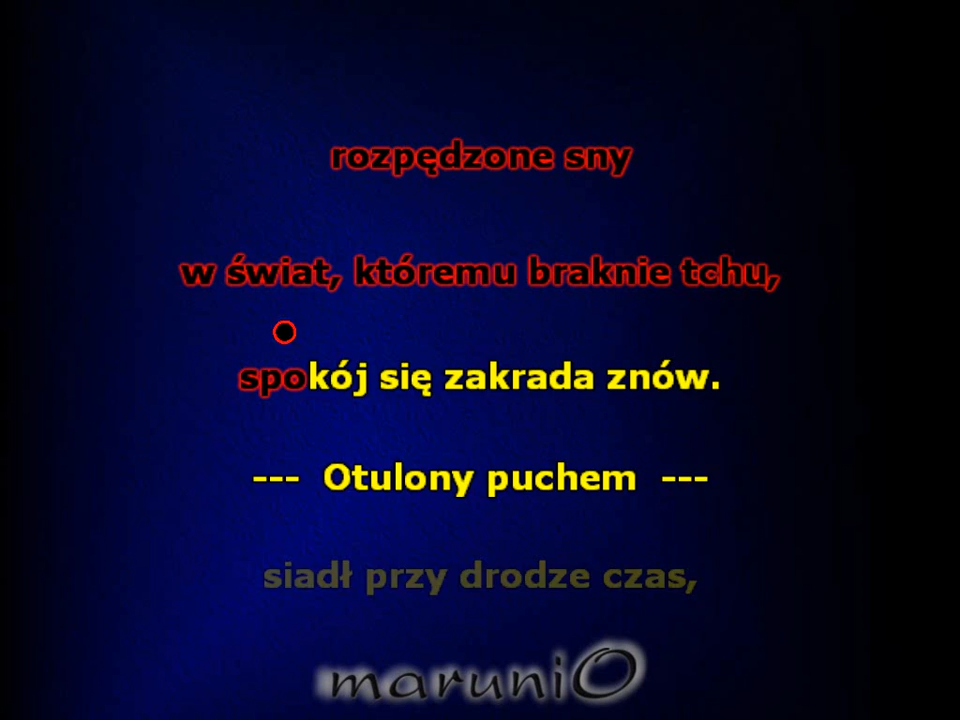 rozpędzone sny
w świat, któremu braknie tchu,
spokój się zakrada znów.
--- Otulony puchem ---
siadł przy drodze czas,
maruniO